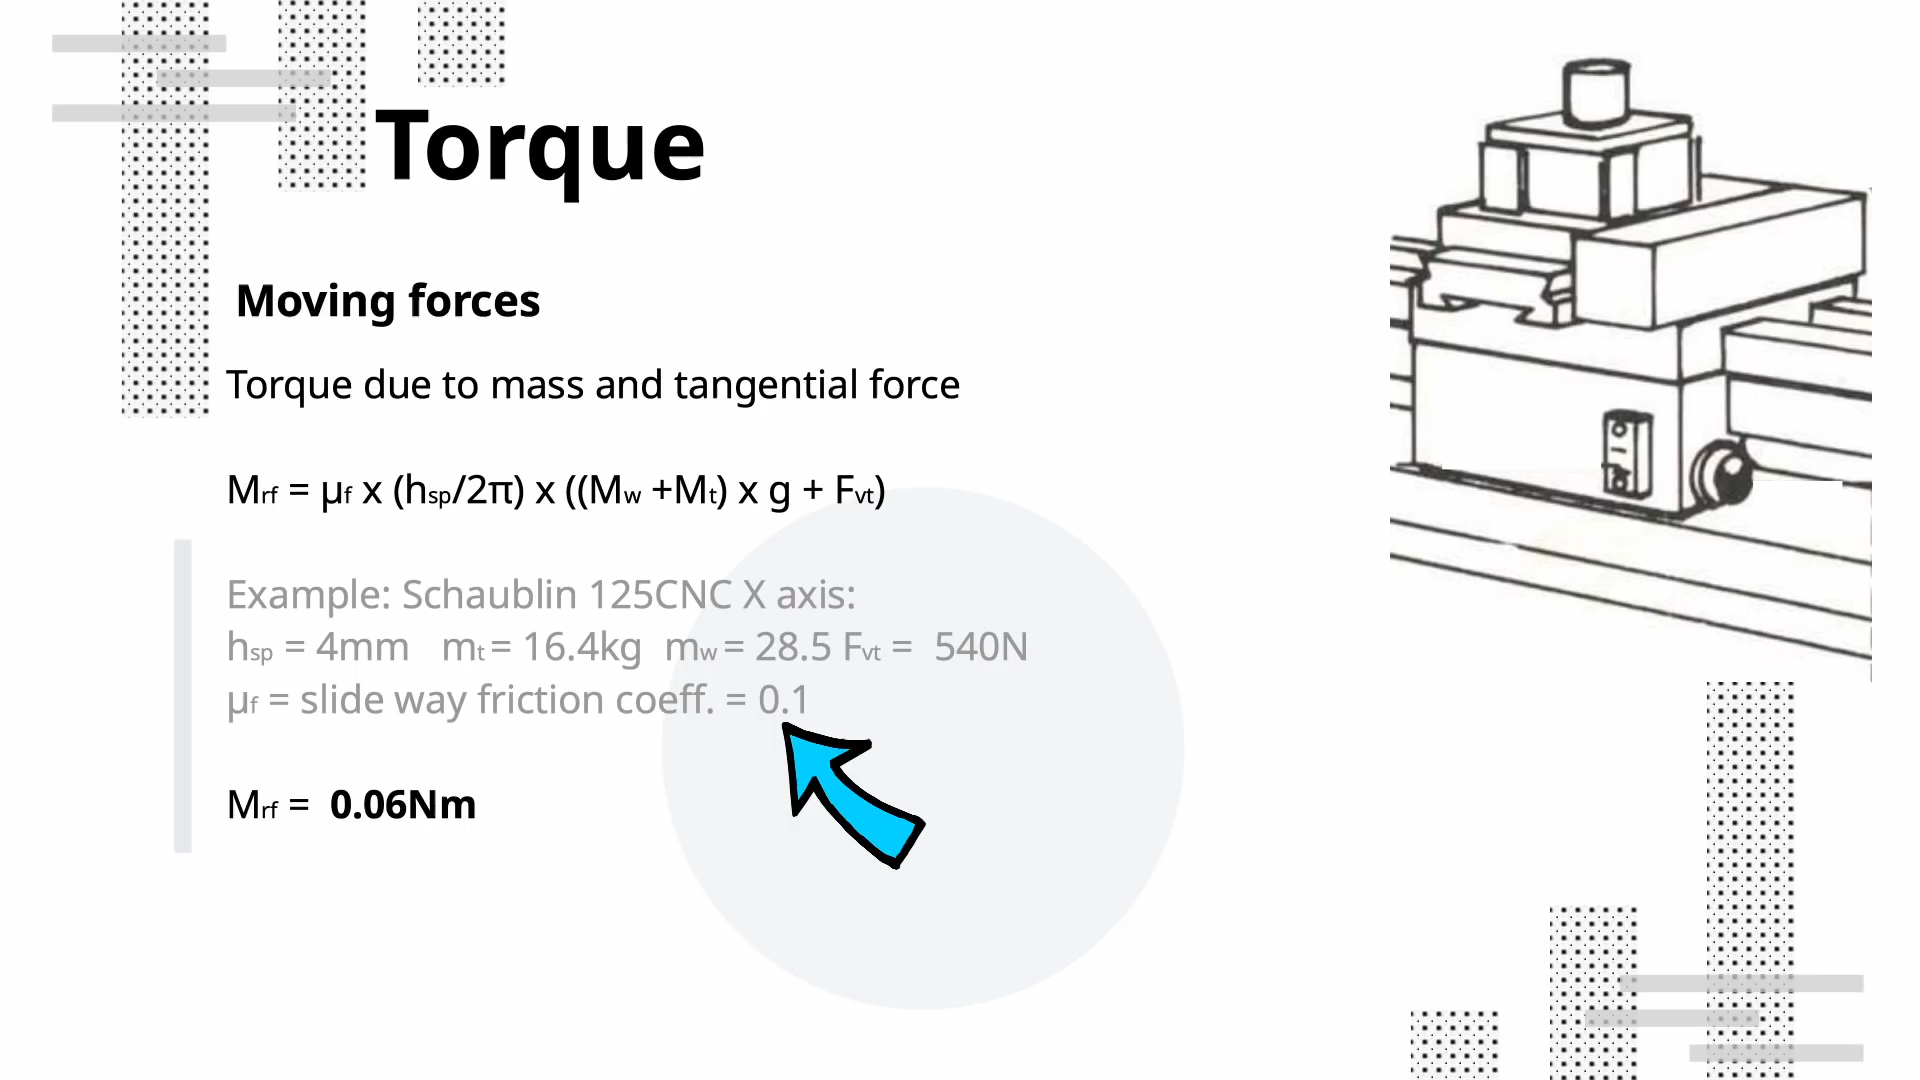 Torque
Moving forces
Torque due to mass and tangential force
Mrf = μf x (hsp/2π) x ((Mw +Mt) x g + Fvt)
Example: Schaublin 125CNC X axis:
hsp = 4mm mt = 16.4kg mw = 28.5 Fvt = 540N
μf = slide way friction coeff. = 0.1
Mrf = 0.06Nm